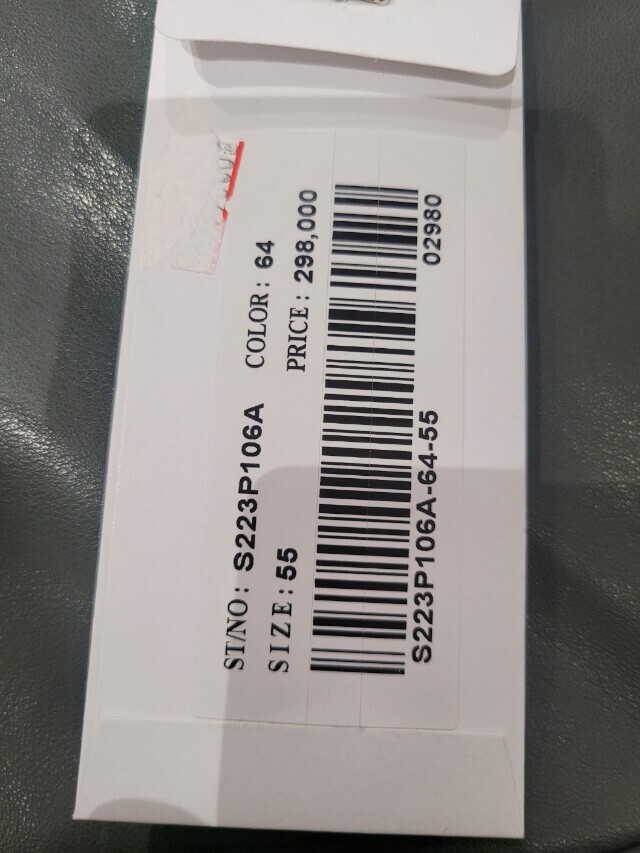 ST/NO: S223P106A COLOR: 64
SIZE: 55 PRICE: 298,000
S223P106A-64-55 02980